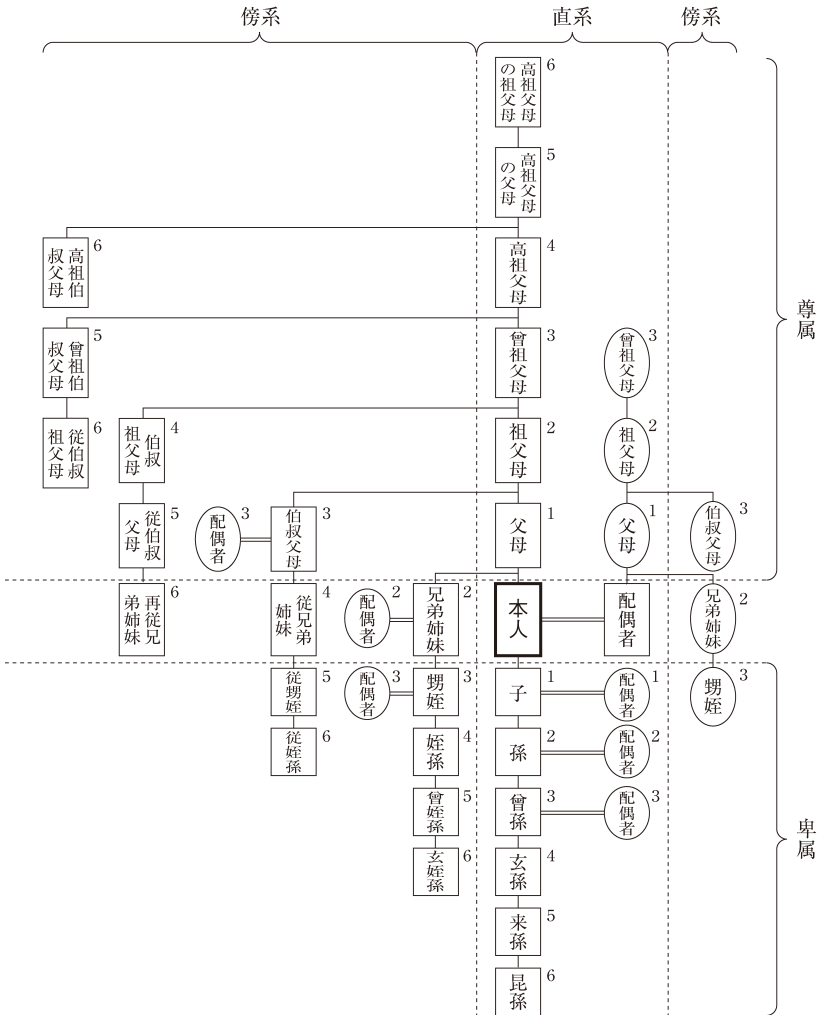 傍系
直系
傍系
高祖父母の祖父母
6
高祖父母の父母
5
高祖伯叔父母
6
高祖父母
4
曾祖伯叔父母
5
曾祖父母
3
曾祖父母
3
従伯叔祖父母
6
伯叔祖父母
4
祖父母
2
祖父母
2
従伯叔父母
5
配偶者
3
伯叔父母
3
父母
1
父母
1
伯叔父母
3
再従兄弟姉妹
6
従兄弟姉妹
4
配偶者
2
兄弟姉妹
2
本人
配偶者
兄弟姉妹
2
従甥姪
5
配偶者
3
甥姪
3
子
1
配偶者
1
甥姪
3
従姪孫
6
姪孫
4
孫
2
配偶者
2
曾姪孫
5
曾孫
3
配偶者
3
玄姪孫
6
玄孫
4
来孫
5
昆孫
6
尊属
卑属